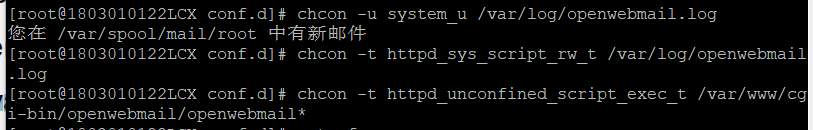 [root@1803010122LCX conf.d]# chcon -u system_u /var/log/openwebmail.log
您在 /var/spool/mail/root 中有新邮件
[root@1803010122LCX conf.d]# chcon -t httpd_sys_script_rw_t /var/log/openwebmail
.log
[root@1803010122LCX conf.d]# chcon -t httpd_unconfined_script_exec_t /var/www/cg
i-bin/openwebmail/openwebmail*